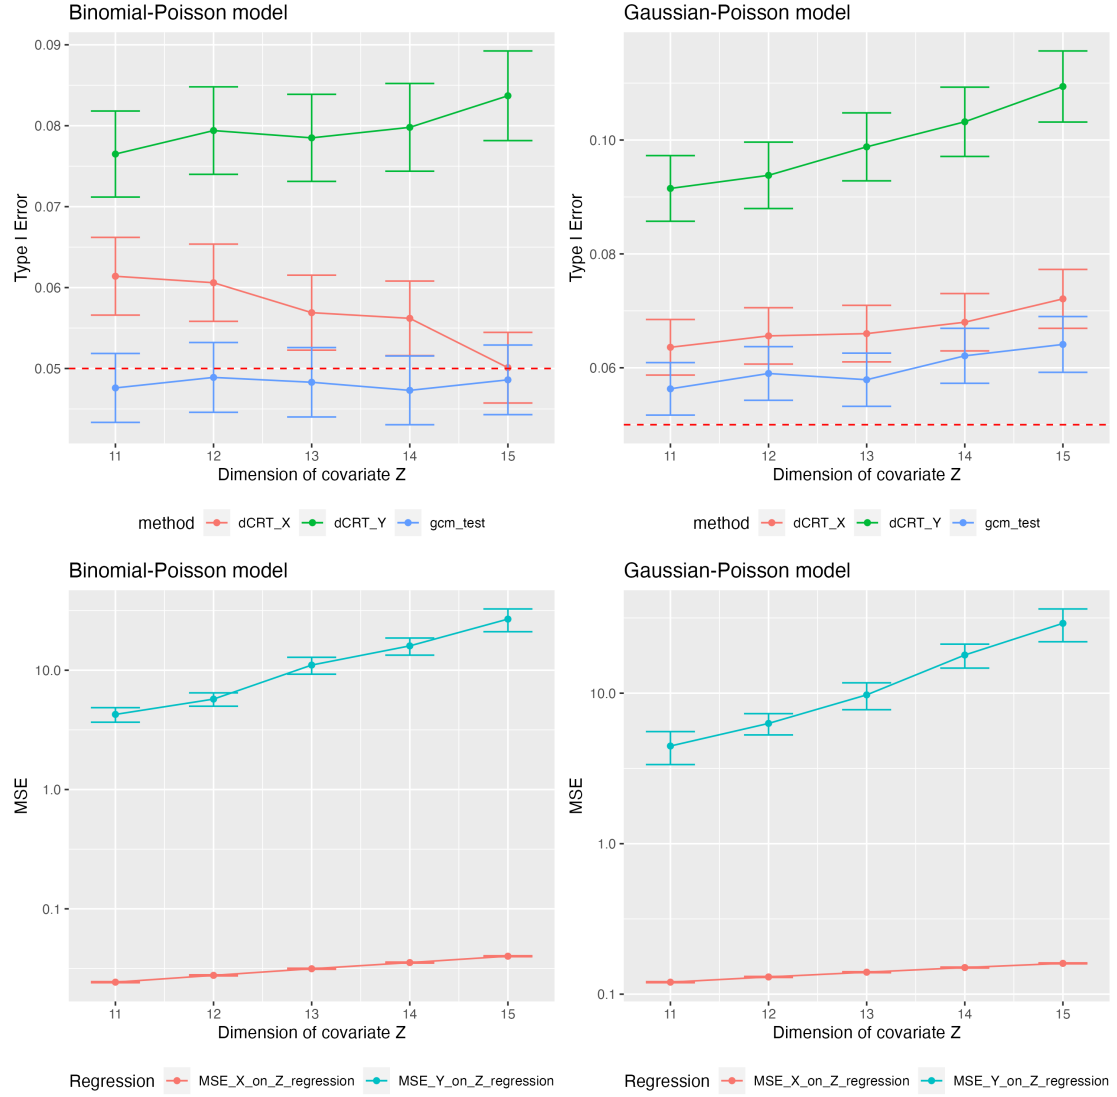 Binomial-Poisson model
0.09
0.08
0.07
0.06
0.05
Type I Error
11 12 13 14 15
Dimension of covariate Z
method dCRT_X dCRT_Y gcm_test
Gaussian-Poisson model
0.10
0.08
0.06
Type I Error
11 12 13 14 15
Dimension of covariate Z
method dCRT_X dCRT_Y gcm_test
Binomial-Poisson model
10.0
1.0
0.1
MSE
11 12 13 14 15
Dimension of covariate Z
Regression MSE_X_on_Z_regression MSE_Y_on_Z_regression
Gaussian-Poisson model
10.0
1.0
0.1
MSE
11 12 13 14 15
Dimension of covariate Z
Regression MSE_X_on_Z_regression MSE_Y_on_Z_regression